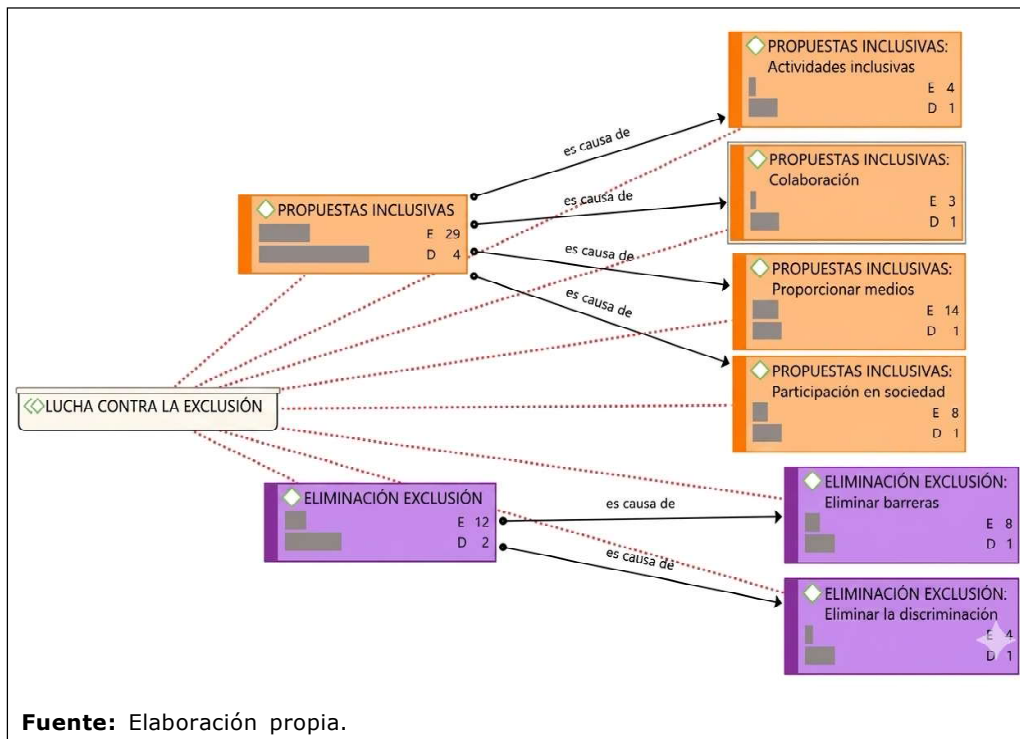 PROPUESTAS INCLUSIVAS:
Actividades inclusivas
E 4
D 1
es causa de
PROPUESTAS INCLUSIVAS:
Colaboración
E 3
D 1
es causa de
PROPUESTAS INCLUSIVAS
E 29
D 4
es causa de
PROPUESTAS INCLUSIVAS:
Proporcionar medios
E 14
D 1
es causa de
PROPUESTAS INCLUSIVAS:
Participación en sociedad
E 8
D 1
LUCHA CONTRA LA EXCLUSIÓN
ELIMINACIÓN EXCLUSIÓN
E 12
D 2
es causa de
ELIMINACIÓN EXCLUSIÓN:
Eliminar barreras
E 8
D 1
es causa de
ELIMINACIÓN EXCLUSIÓN:
Eliminar la discriminación
E 4
D 1
Fuente: Elaboración propia.